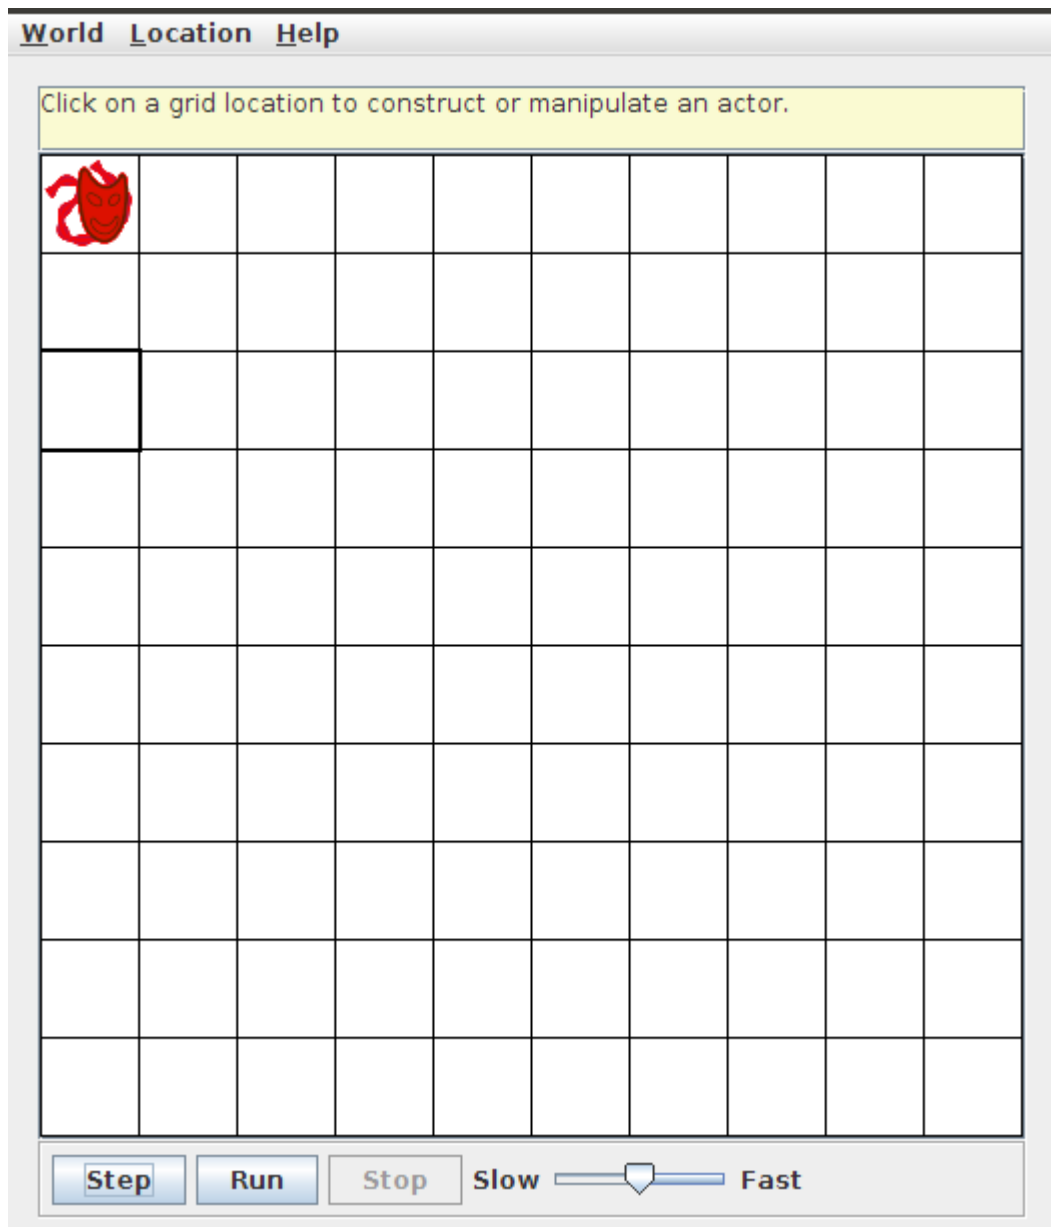 World Location Help
Click on a grid location to construct or manipulate an actor.
Step Run Stop Slow Fast